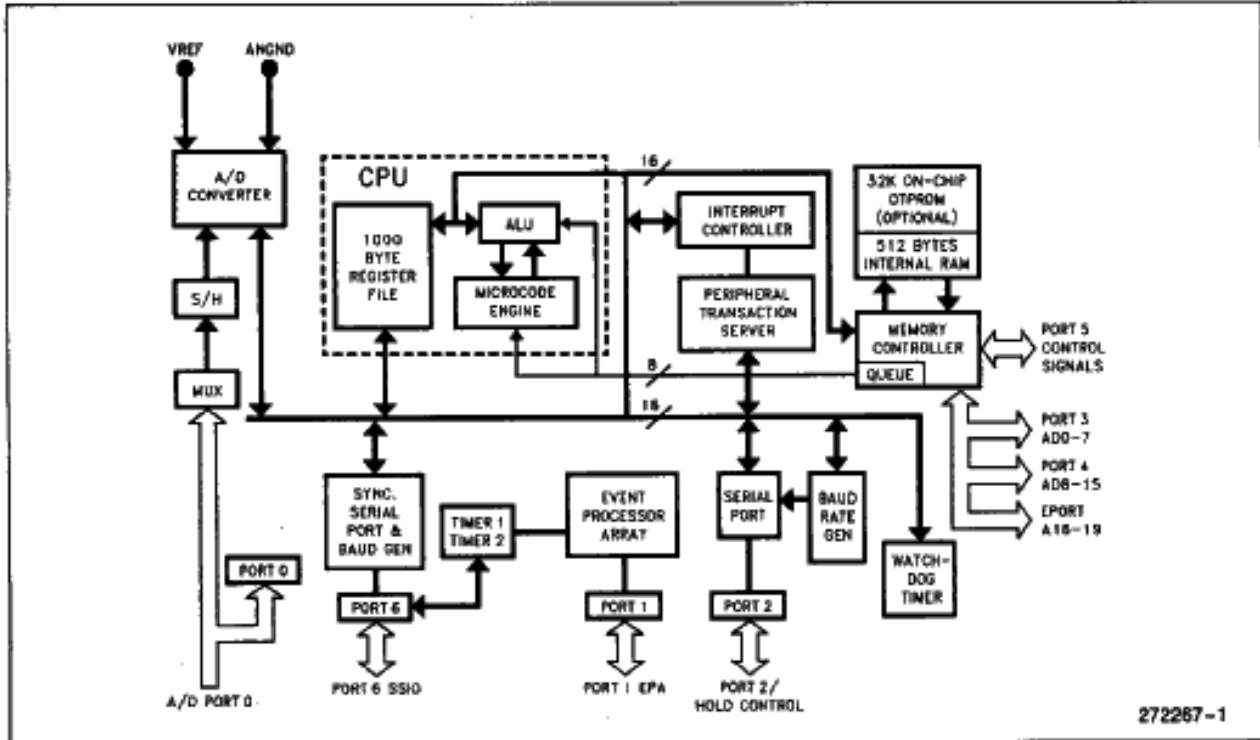 VREF
ANGND
A/D
CONVERTER
S/H
MUX
PORT 0
A/D PORT 0
CPU
1000
BYTE
REGISTER
FILE
ALU
MICROCODE
ENGINE
16
8
16
INTERRUPT
CONTROLLER
PERIPHERAL
TRANSACTION
SERVER
32K ON-CHIP
OTPROM
(OPTIONAL)
512 BYTES
INTERNAL RAM
MEMORY
CONTROLLER
QUEUE
PORT 5
CONTROL
SIGNALS
PORT 3
AD0-7
PORT 4
AD8-15
EPORT
A16-19
SYNC.
SERIAL
PORT &
BAUD GEN
TIMER 1
TIMER 2
EVENT
PROCESSOR
ARRAY
SERIAL
PORT
BAUD
RATE
GEN
WATCH-
DOG
TIMER
PORT 6
PORT 1
PORT 2
PORT 6 SSIO
PORT 1 EPA
PORT 2/
HOLD CONTROL
272267-1